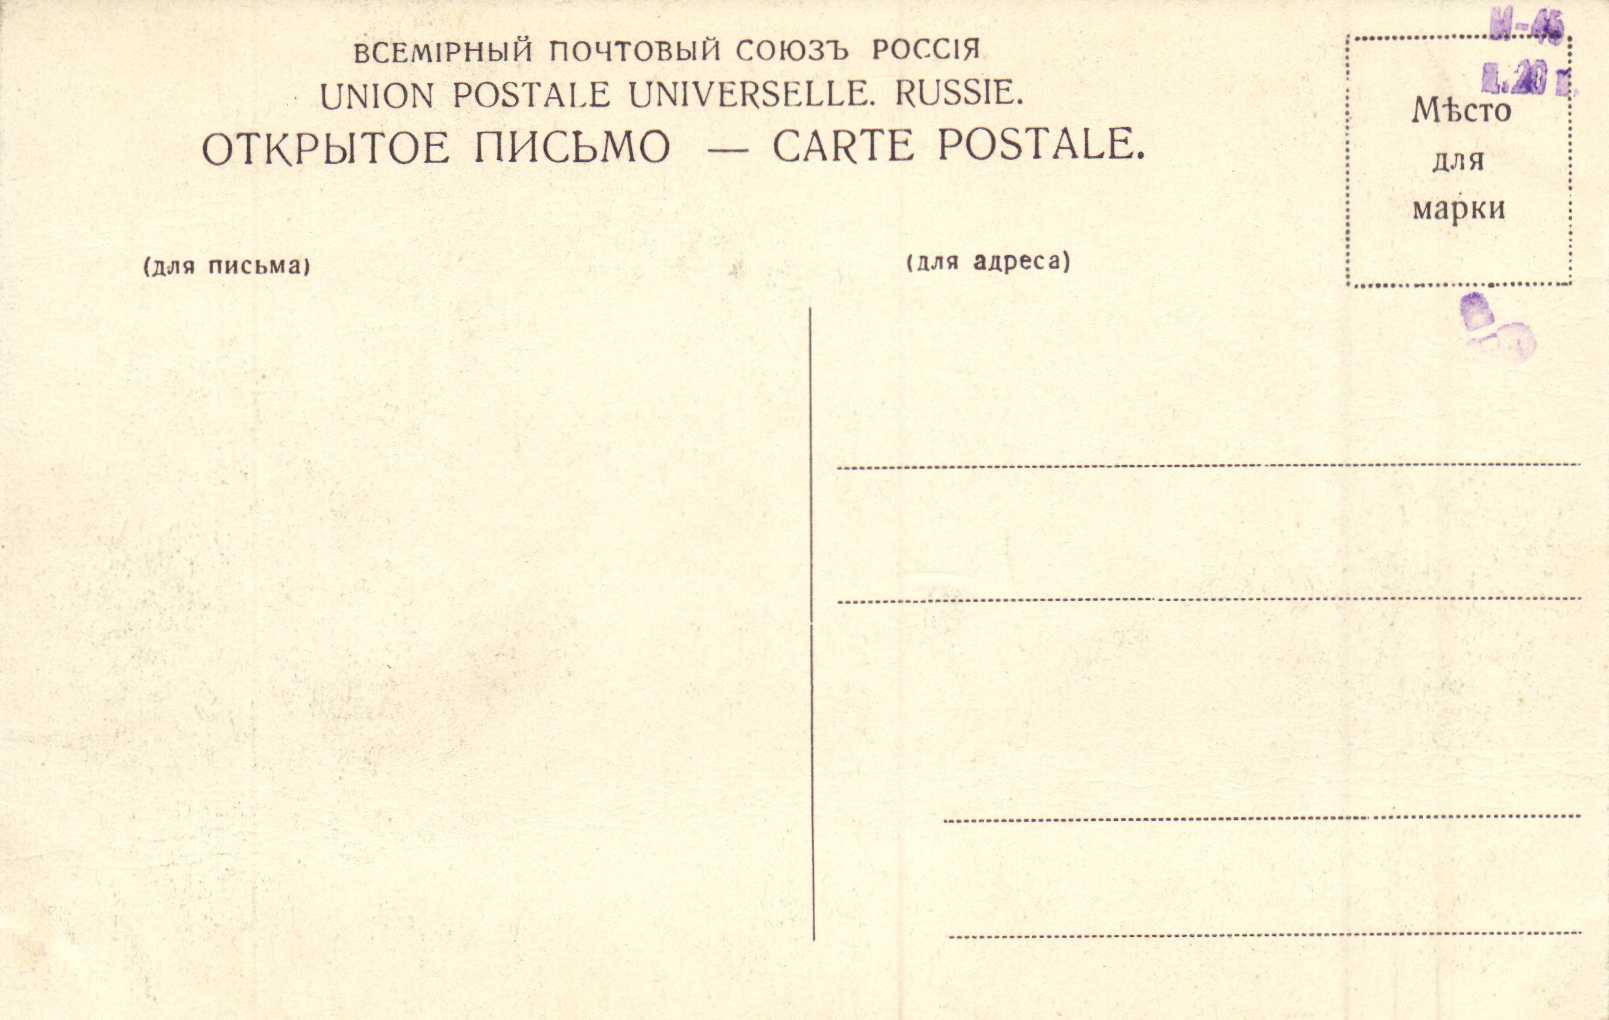 ВСЕМІРНЫЙ ПОЧТОВЫЙ СОЮЗЪ РОССІЯ
UNION POSTALE UNIVERSELLE. RUSSIE.
ОТКРЫТОЕ ПИСЬМО — CARTE POSTALE.
Мѣсто
для
марки
(для письма)
(для адреса)